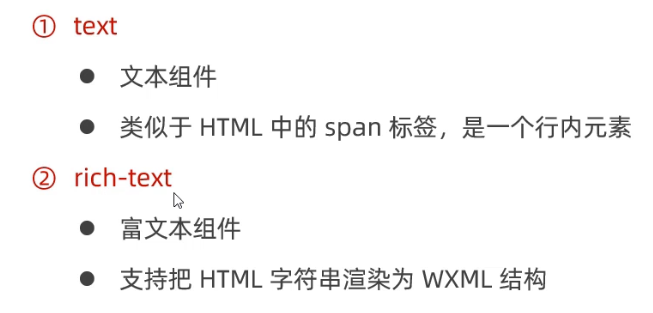 ① text
● 文本组件
● 类似于 HTML 中的 span 标签，是一个行内元素
② rich-text
● 富文本组件
● 支持把 HTML 字符串渲染为 WXML 结构